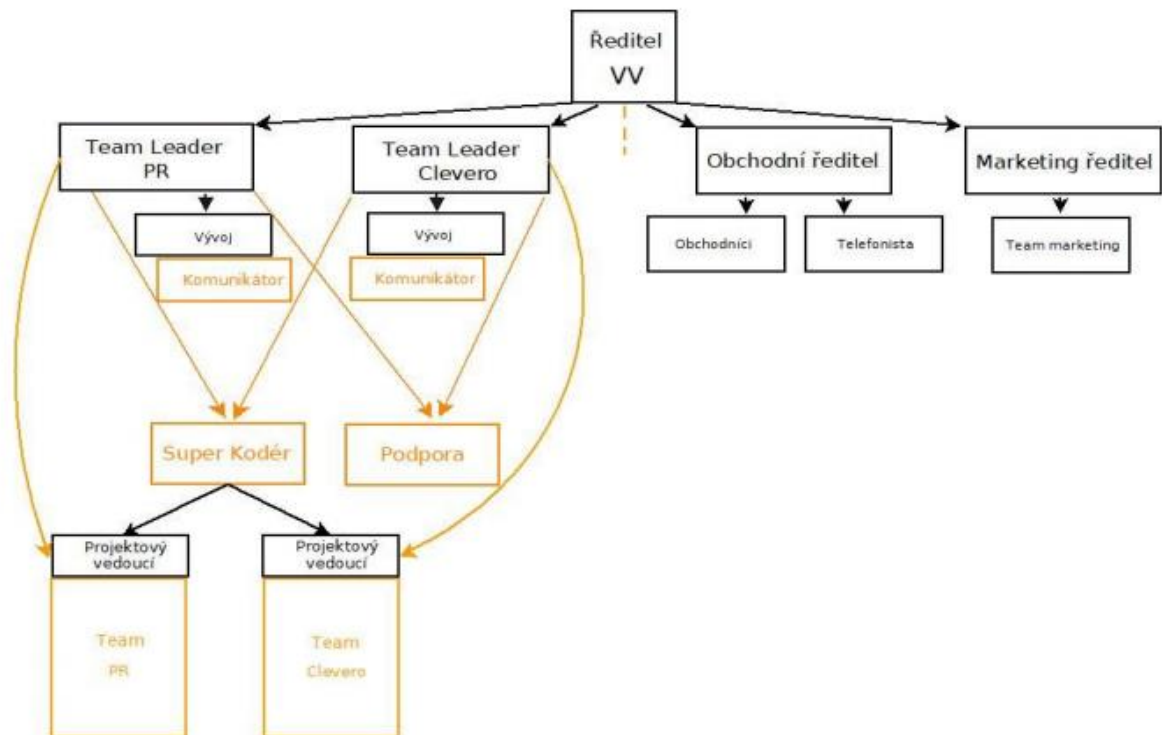 Ředitel
VV
Team Leader
PR
Team Leader
Clevero
Obchodní ředitel
Marketing ředitel
Vývoj
Vývoj
Obchodníci
Telefonista
Team marketing
Komunikátor
Komunikátor
Super Kodér
Podpora
Projektový
vedoucí
Projektový
vedoucí
Team
PR
Team
Clevero